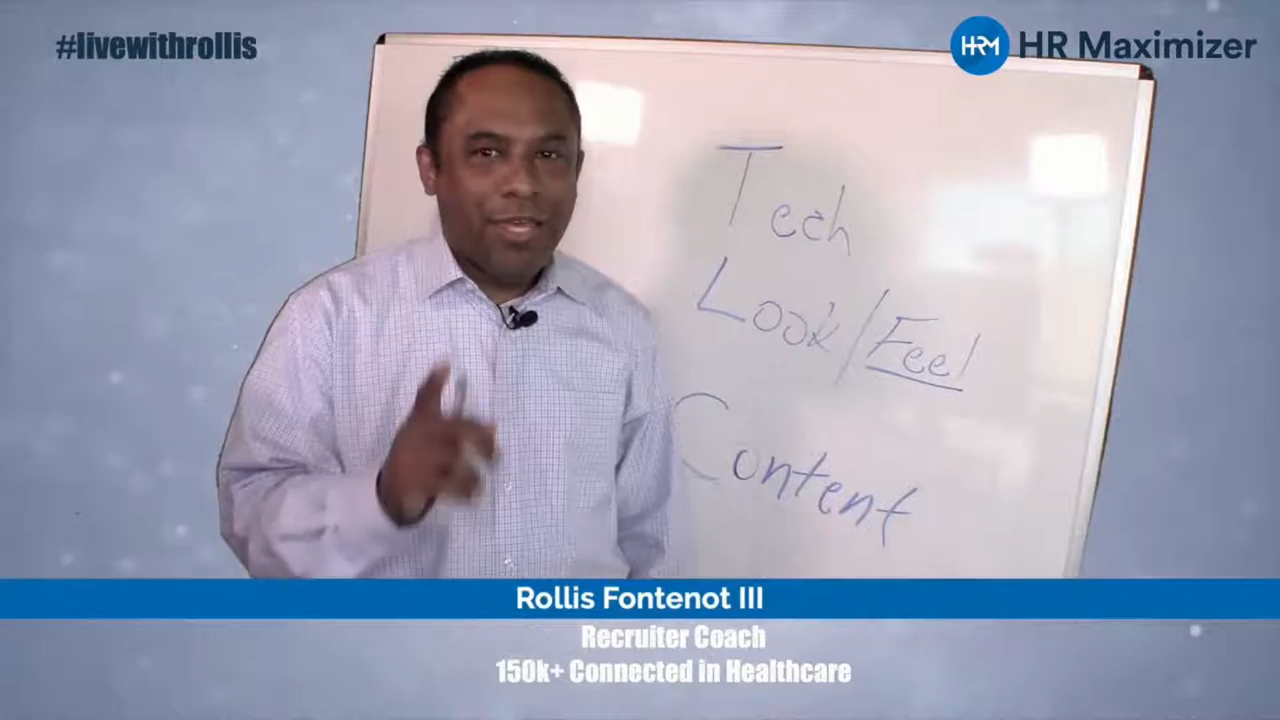 #livewithrollis
HRM HR Maximizer
Tech
Look/Feel
Content
Rollis Fontenot III
Recruiter Coach
150k+ Connected in Healthcare